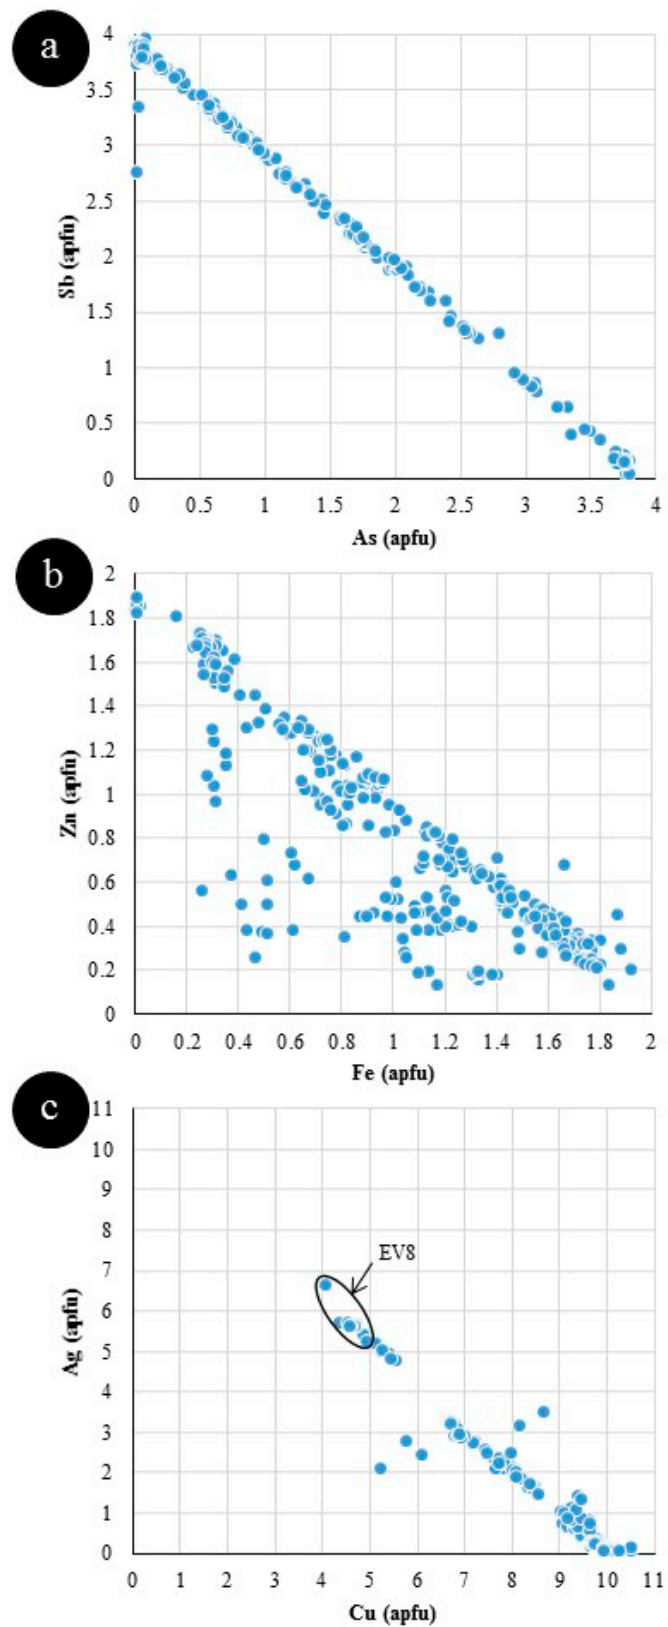 a
4
3.5
3
2.5
2
1.5
1
0.5
0
Sb (apfu)
0 0.5 1 1.5 2 2.5 3 3.5 4
As (apfu)
b
2
1.8
1.6
1.4
1.2
1
0.8
0.6
0.4
0.2
0
Zn (apfu)
0 0.2 0.4 0.6 0.8 1 1.2 1.4 1.6 1.8 2
Fe (apfu)
c
11
10
9
8
7
6
5
4
3
2
1
0
EV8
Ag (apfu)
0 1 2 3 4 5 6 7 8 9 10 11
Cu (apfu)